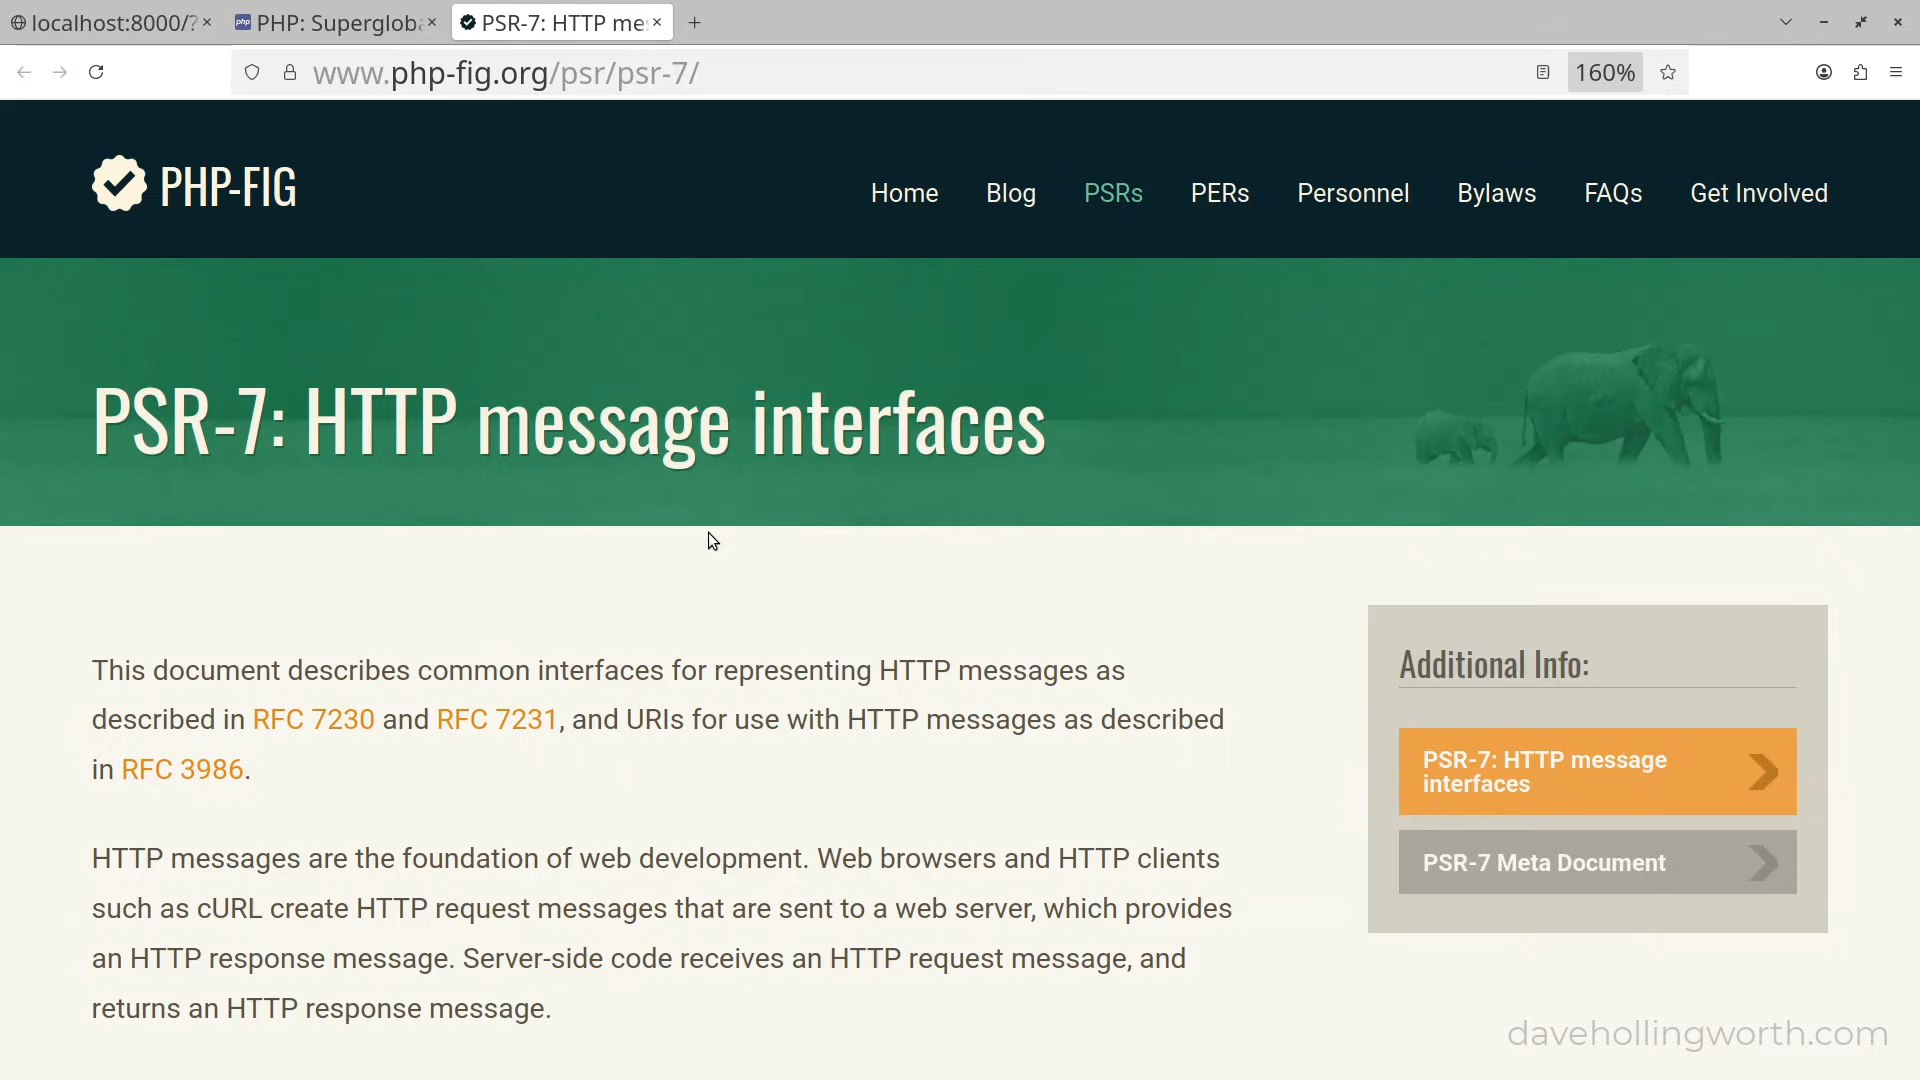 localhost:8000/?
PHP: Superglob
PSR-7: HTTP me
www.php-fig.org/psr/psr-7/
160%
PHP-FIG
Home
Blog
PSRs
PERs
Personnel
Bylaws
FAQs
Get Involved
PSR-7: HTTP message interfaces
This document describes common interfaces for representing HTTP messages as
described in RFC 7230 and RFC 7231, and URIs for use with HTTP messages as described
in RFC 3986.
HTTP messages are the foundation of web development. Web browsers and HTTP clients
such as cURL create HTTP request messages that are sent to a web server, which provides
an HTTP response message. Server-side code receives an HTTP request message, and
returns an HTTP response message.
Additional Info:
PSR-7: HTTP message
interfaces
PSR-7 Meta Document
davehollingworth.com